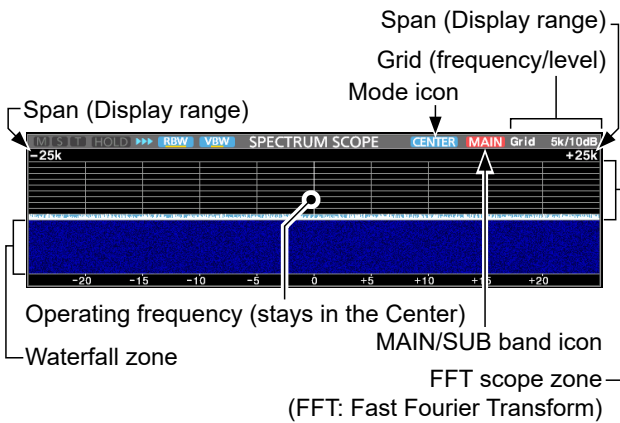 Span (Display range)
Grid (frequency/level)
Mode icon
Span (Display range)
M S T HOLD RBW VBW SPECTRUM SCOPE CENTER MAIN Grid 5k/10dB
−25k +25k
−20 −15 −10 −5 0 +5 +10 +15 +20
Operating frequency (stays in the Center)
MAIN/SUB band icon
Waterfall zone
FFT scope zone
(FFT: Fast Fourier Transform)